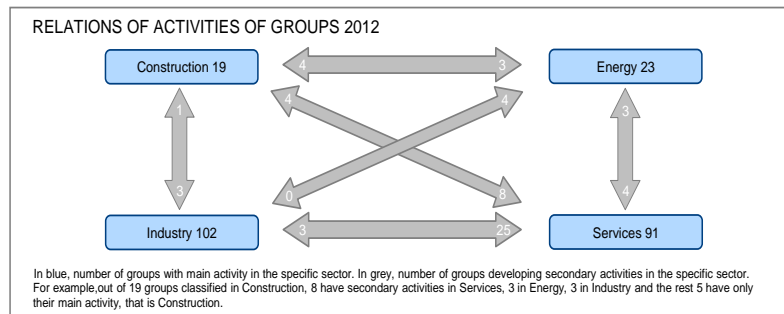 RELATIONS OF ACTIVITIES OF GROUPS 2012
Construction 19
4
3
Energy 23
1
4
4
3
3
0
8
4
Industry 102
3
25
Services 91
In blue, number of groups with main activity in the specific sector. In grey, number of groups developing secondary activities in the specific sector.
For example,out of 19 groups classified in Construction, 8 have secondary activities in Services, 3 in Energy, 3 in Industry and the rest 5 have only
their main activity, that is Construction.